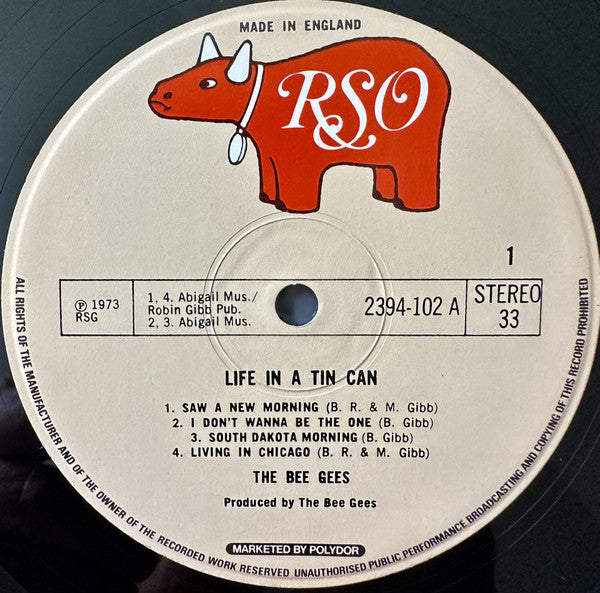 MADE IN ENGLAND
RSO
1
℗ 1973
RSG
1, 4. Abigail Mus./
Robin Gibb Pub.
2, 3. Abigail Mus.
2394-102 A
STEREO
33
LIFE IN A TIN CAN
1. SAW A NEW MORNING (B. R. & M. Gibb)
2. I DON'T WANNA BE THE ONE (B. Gibb)
3. SOUTH DAKOTA MORNING (B. Gibb)
4. LIVING IN CHICAGO (B. R. & M. Gibb)
THE BEE GEES
Produced by The Bee Gees
MARKETED BY POLYDOR
ALL RIGHTS OF THE MANUFACTURER AND OF THE OWNER OF THE RECORDED WORK RESERVED UNAUTHORISED PUBLIC PERFORMANCE BROADCASTING AND COPYING OF THIS RECORD PROHIBITED